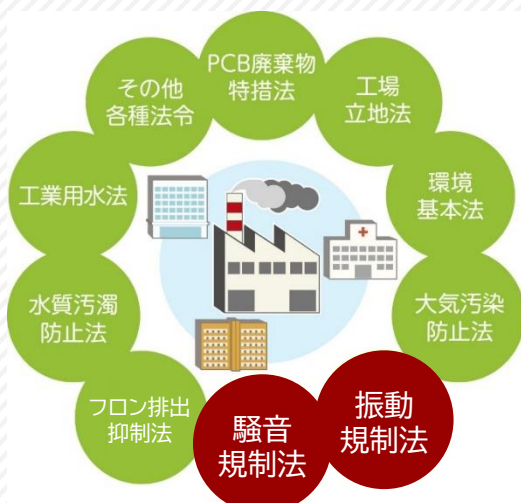 PCB廃棄物
特措法
工場
立地法
環境
基本法
大気汚染
防止法
振動
規制法
騒音
規制法
フロン排出
抑制法
水質汚濁
防止法
工業用水法
その他
各種法令